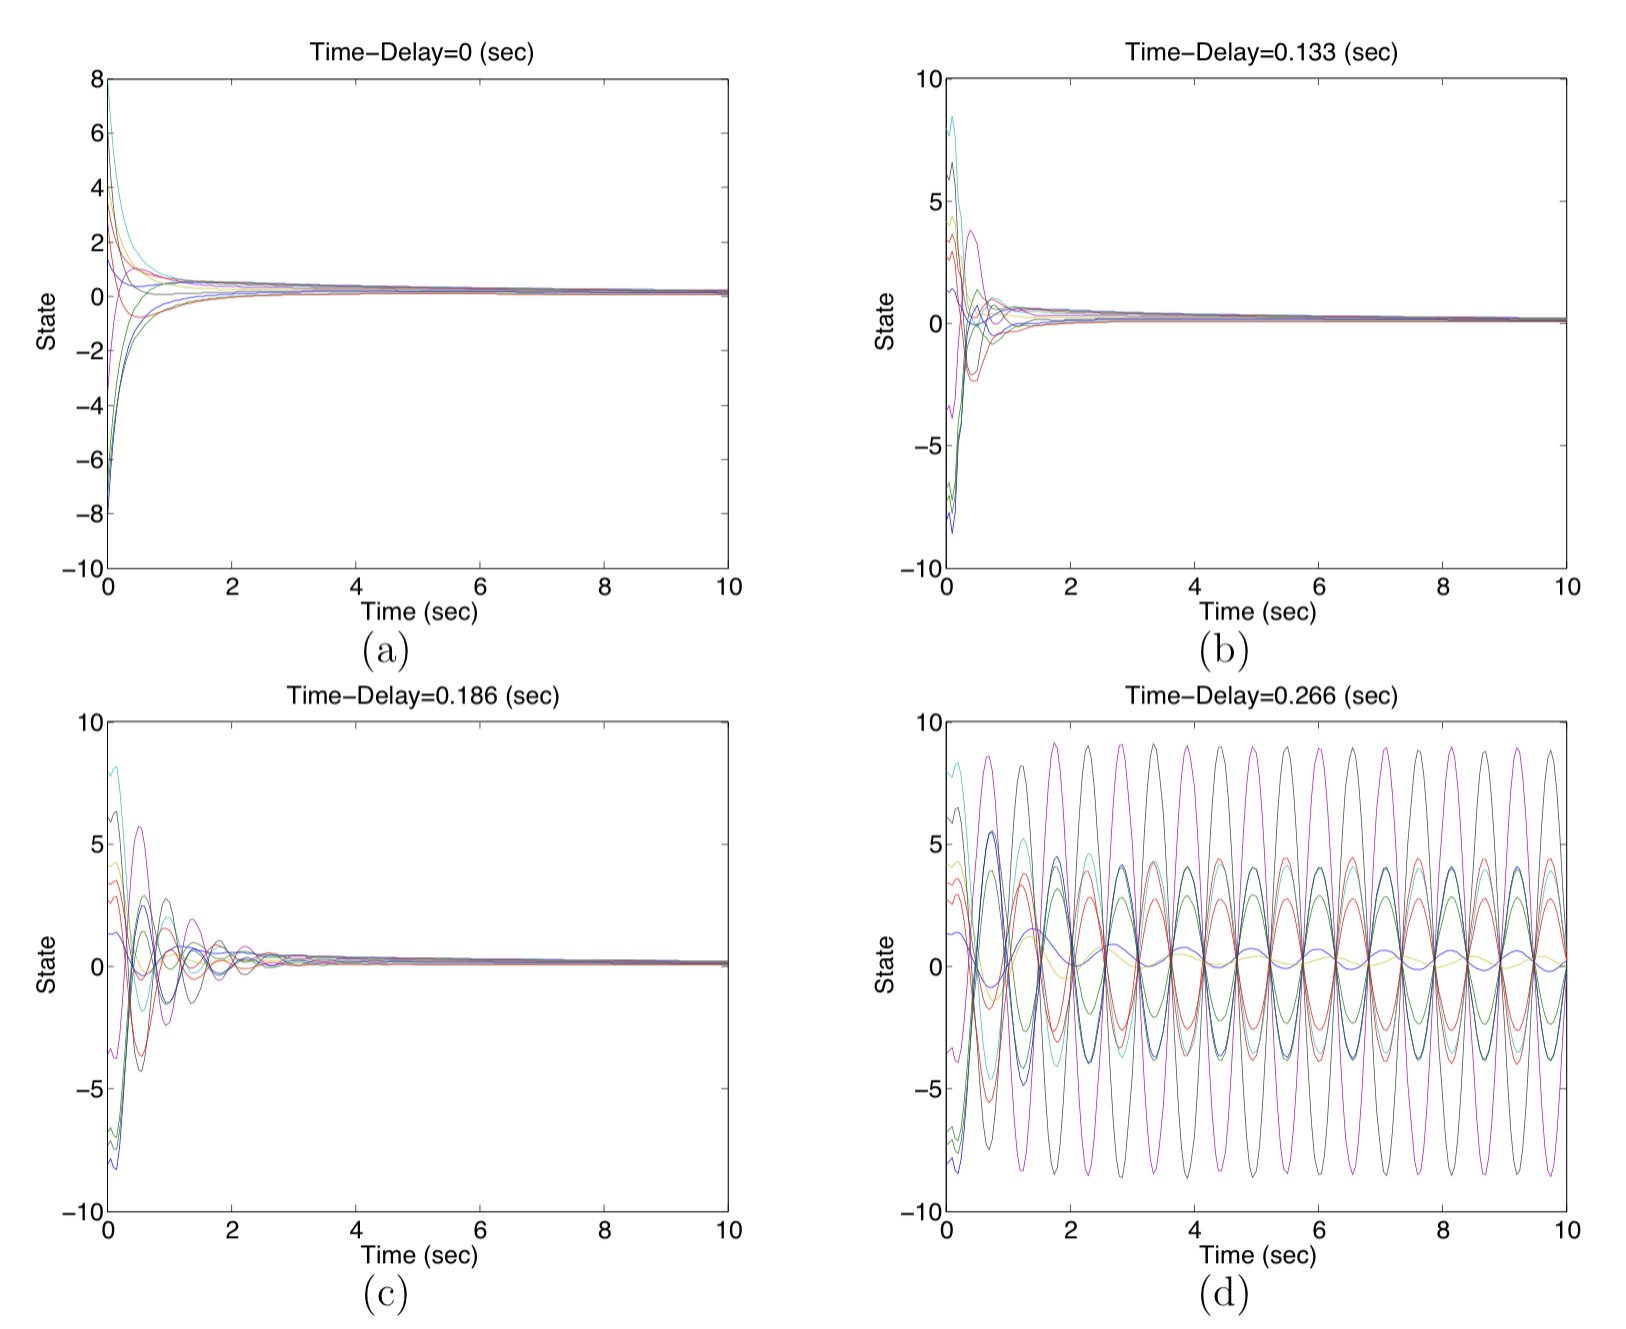 Time−Delay=0 (sec)
8
6
4
2
0
−2
−4
−6
−8
−10
State
0 2 4 6 8 10
Time (sec)
(a)
Time−Delay=0.133 (sec)
10
5
0
−5
−10
State
0 2 4 6 8 10
Time (sec)
(b)
Time−Delay=0.186 (sec)
10
5
0
−5
−10
State
0 2 4 6 8 10
Time (sec)
(c)
Time−Delay=0.266 (sec)
10
5
0
−5
−10
State
0 2 4 6 8 10
Time (sec)
(d)